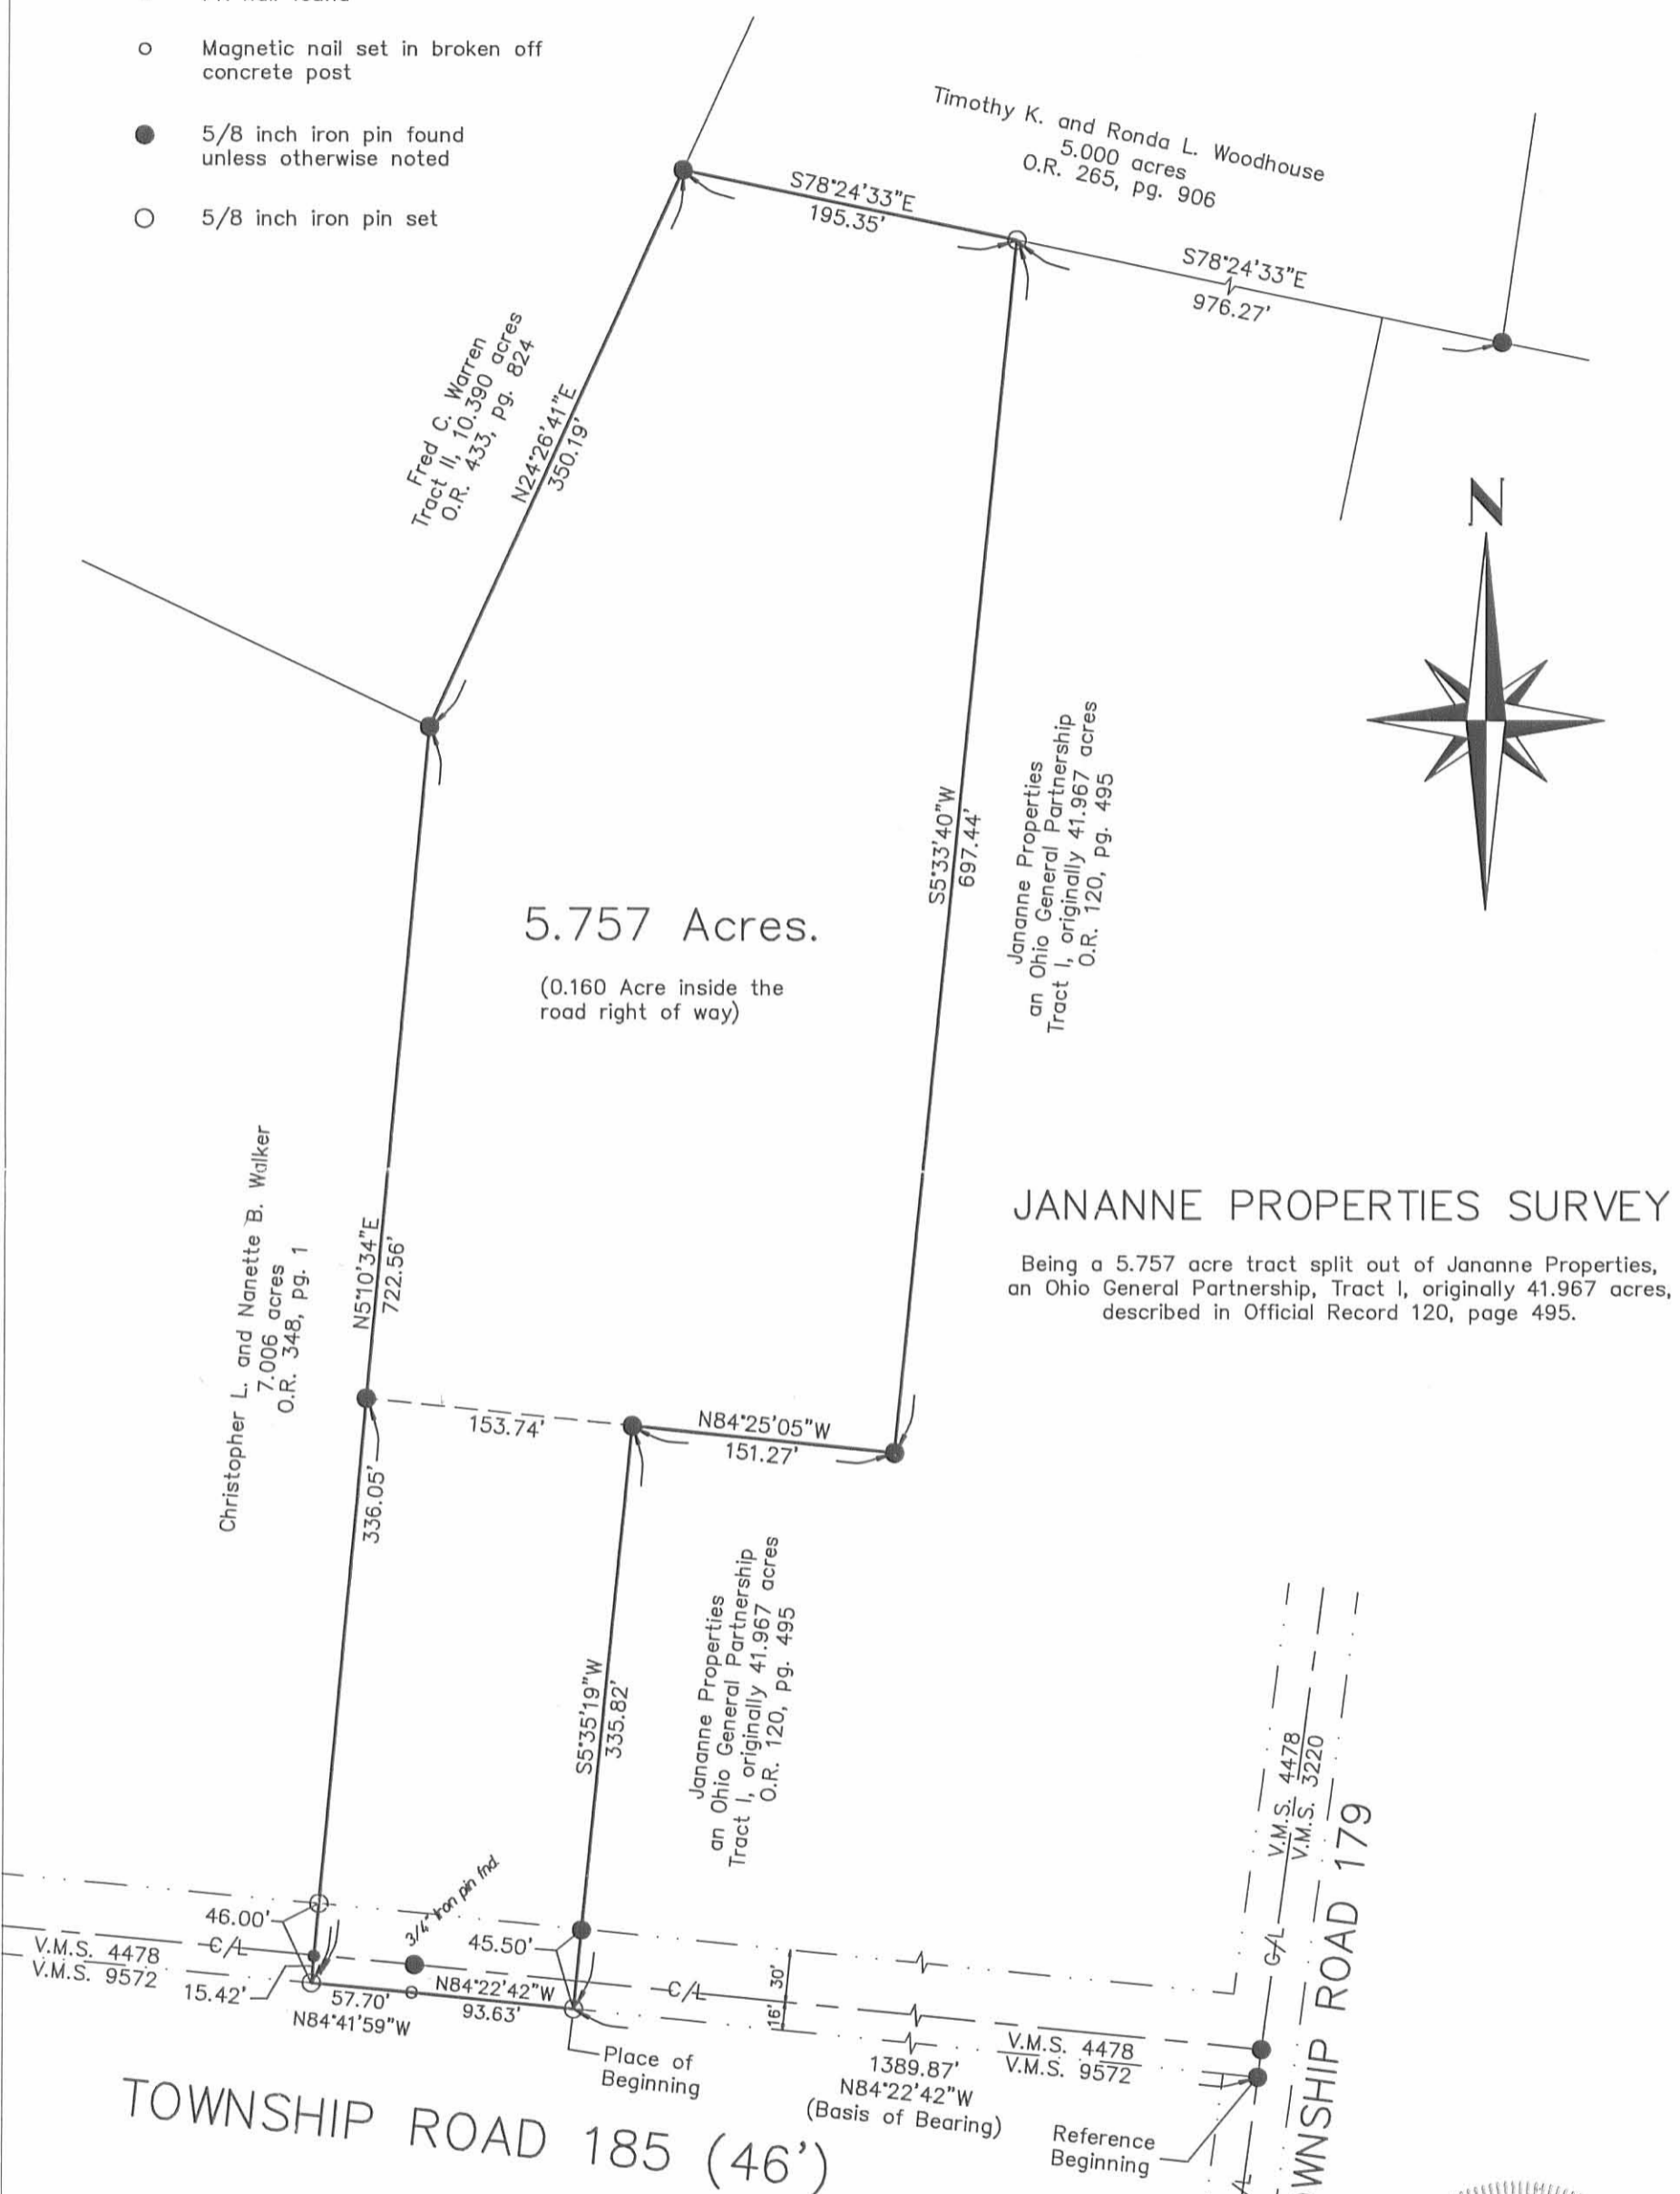 Magnetic nail set in broken off
concrete post
5/8 inch iron pin found
unless otherwise noted
5/8 inch iron pin set
Timothy K. and Ronda L. Woodhouse
5.000 acres
O.R. 265, pg. 906
S78°24'33"E
195.35'
S78°24'33"E
976.27'
Fred C. Warren
Tract II, 10.390 acres
O.R. 433, pg. 824
N24°26'41"E
350.19'
N
S5°33'40"W
697.44'
Jananne Properties
an Ohio General Partnership
Tract I, originally 41.967 acres
O.R. 120, pg. 495
5.757 Acres.
(0.160 Acre inside the
road right of way)
JANANNE PROPERTIES SURVEY
Being a 5.757 acre tract split out of Jananne Properties,
an Ohio General Partnership, Tract I, originally 41.967 acres,
described in Official Record 120, page 495.
Christopher L. and Nanette B. Walker
7.006 acres
O.R. 348, pg. 1
N5°10'34"E
722.56'
153.74'
N84°25'05"W
151.27'
336.05'
S5°35'19"W
335.82'
Jananne Properties
an Ohio General Partnership
Tract I, originally 41.967 acres
O.R. 120, pg. 495
V.M.S. 4478
V.M.S. 3220
3/4" Iron pin fnd.
46.00'
45.50'
C/L
V.M.S. 4478
V.M.S. 9572
15.42'
57.70'
N84°41'59"W
N84°22'42"W
93.63'
C/L
30'
16'
C/L
Place of
Beginning
1389.87'
N84°22'42"W
(Basis of Bearing)
V.M.S. 4478
V.M.S. 9572
Reference
Beginning
TOWNSHIP ROAD 185 (46')
WNSHIP ROAD 179